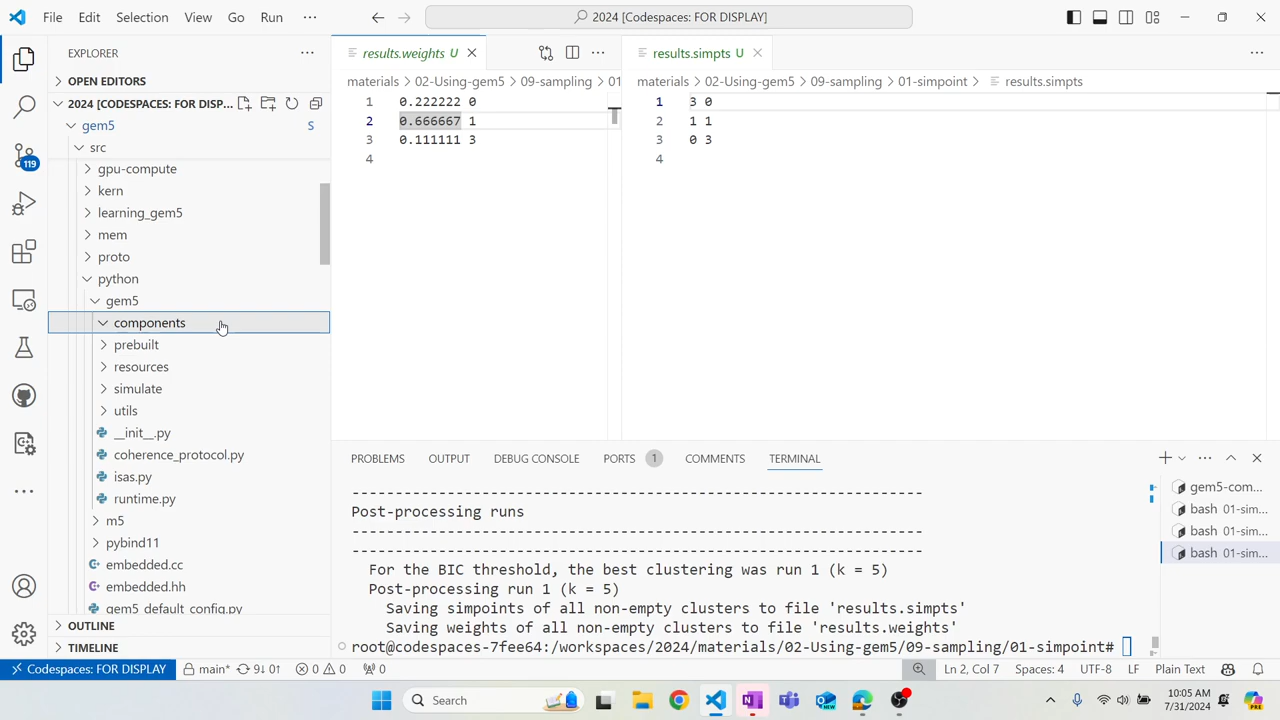 File Edit Selection View Go Run ···
2024 [Codespaces: FOR DISPLAY]
EXPLORER
OPEN EDITORS
2024 [CODESPACES: FOR DISP...
gem5 S
src
gpu-compute
kern
learning_gem5
mem
proto
python
gem5
components
prebuilt
resources
simulate
utils
__init__.py
coherence_protocol.py
isas.py
runtime.py
m5
pybind11
embedded.cc
embedded.hh
gem5_default_config.py
OUTLINE
TIMELINE
119
results.weights U
materials > 02-Using-gem5 > 09-sampling > 01
1 0.222222 0
2 0.666667 1
3 0.111111 3
4
results.simpts U
materials > 02-Using-gem5 > 09-sampling > 01-simpoint > results.simpts
1 3 0
2 1 1
3 0 3
4
PROBLEMS OUTPUT DEBUG CONSOLE PORTS 1 COMMENTS TERMINAL
--------------------------------------------------------------
Post-processing runs
--------------------------------------------------------------
--------------------------------------------------------------
For the BIC threshold, the best clustering was run 1 (k = 5)
Post-processing run 1 (k = 5)
Saving simpoints of all non-empty clusters to file 'results.simpts'
Saving weights of all non-empty clusters to file 'results.weights'
root@codespaces-7fee64:/workspaces/2024/materials/02-Using-gem5/09-sampling/01-simpoint#
gem5-com...
bash 01-sim...
bash 01-sim...
bash 01-sim...
Codespaces: FOR DISPLAY main* 9↓ 0↑ 0 0 0 Ln 2, Col 7 Spaces: 4 UTF-8 LF Plain Text
Search
10:05 AM
7/31/2024
PRE